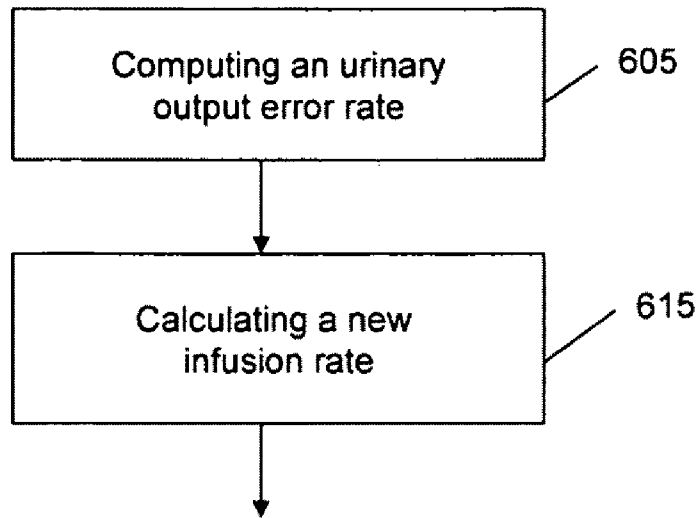 Computing an urinary
output error rate
605
Calculating a new
infusion rate
615